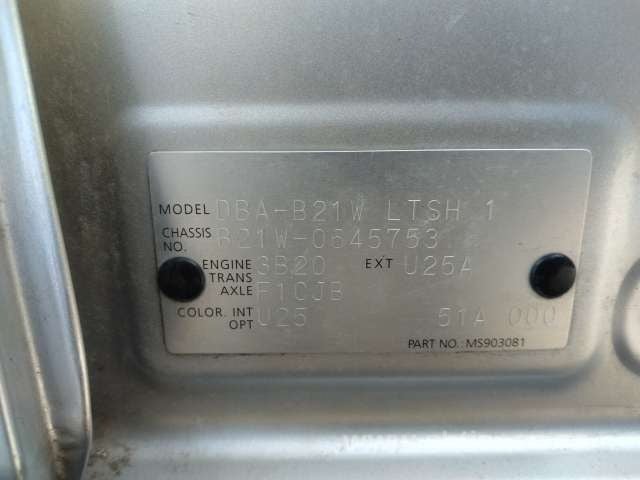 MODEL DBA-B21W LTSH 1
CHASSIS NO. B21W-0645753
ENGINE 3B20 EXT U25A
TRANS AXLE F1CJB
COLOR. INT OPT U25 51A 000
PART NO.: MS903081